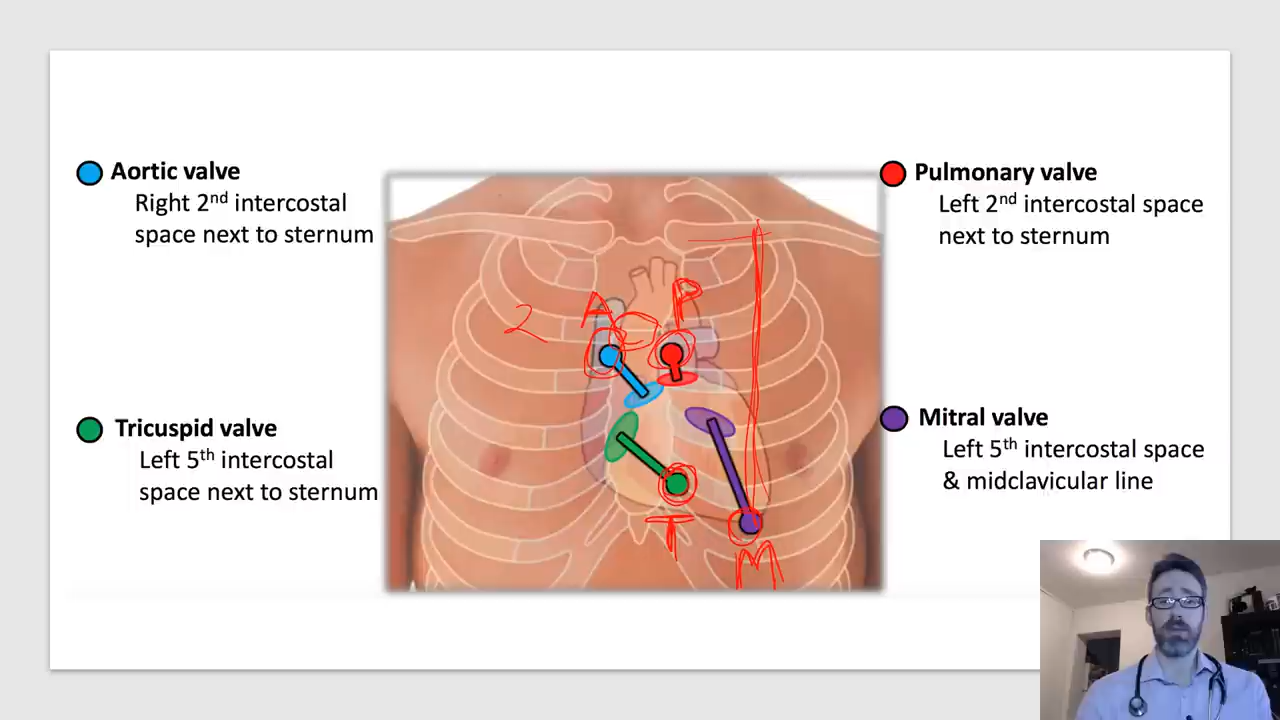 Aortic valve
Right 2nd intercostal
space next to sternum
Pulmonary valve
Left 2nd intercostal space
next to sternum
2
A
P
Tricuspid valve
Left 5th intercostal
space next to sternum
Mitral valve
Left 5th intercostal space
& midclavicular line
T
M